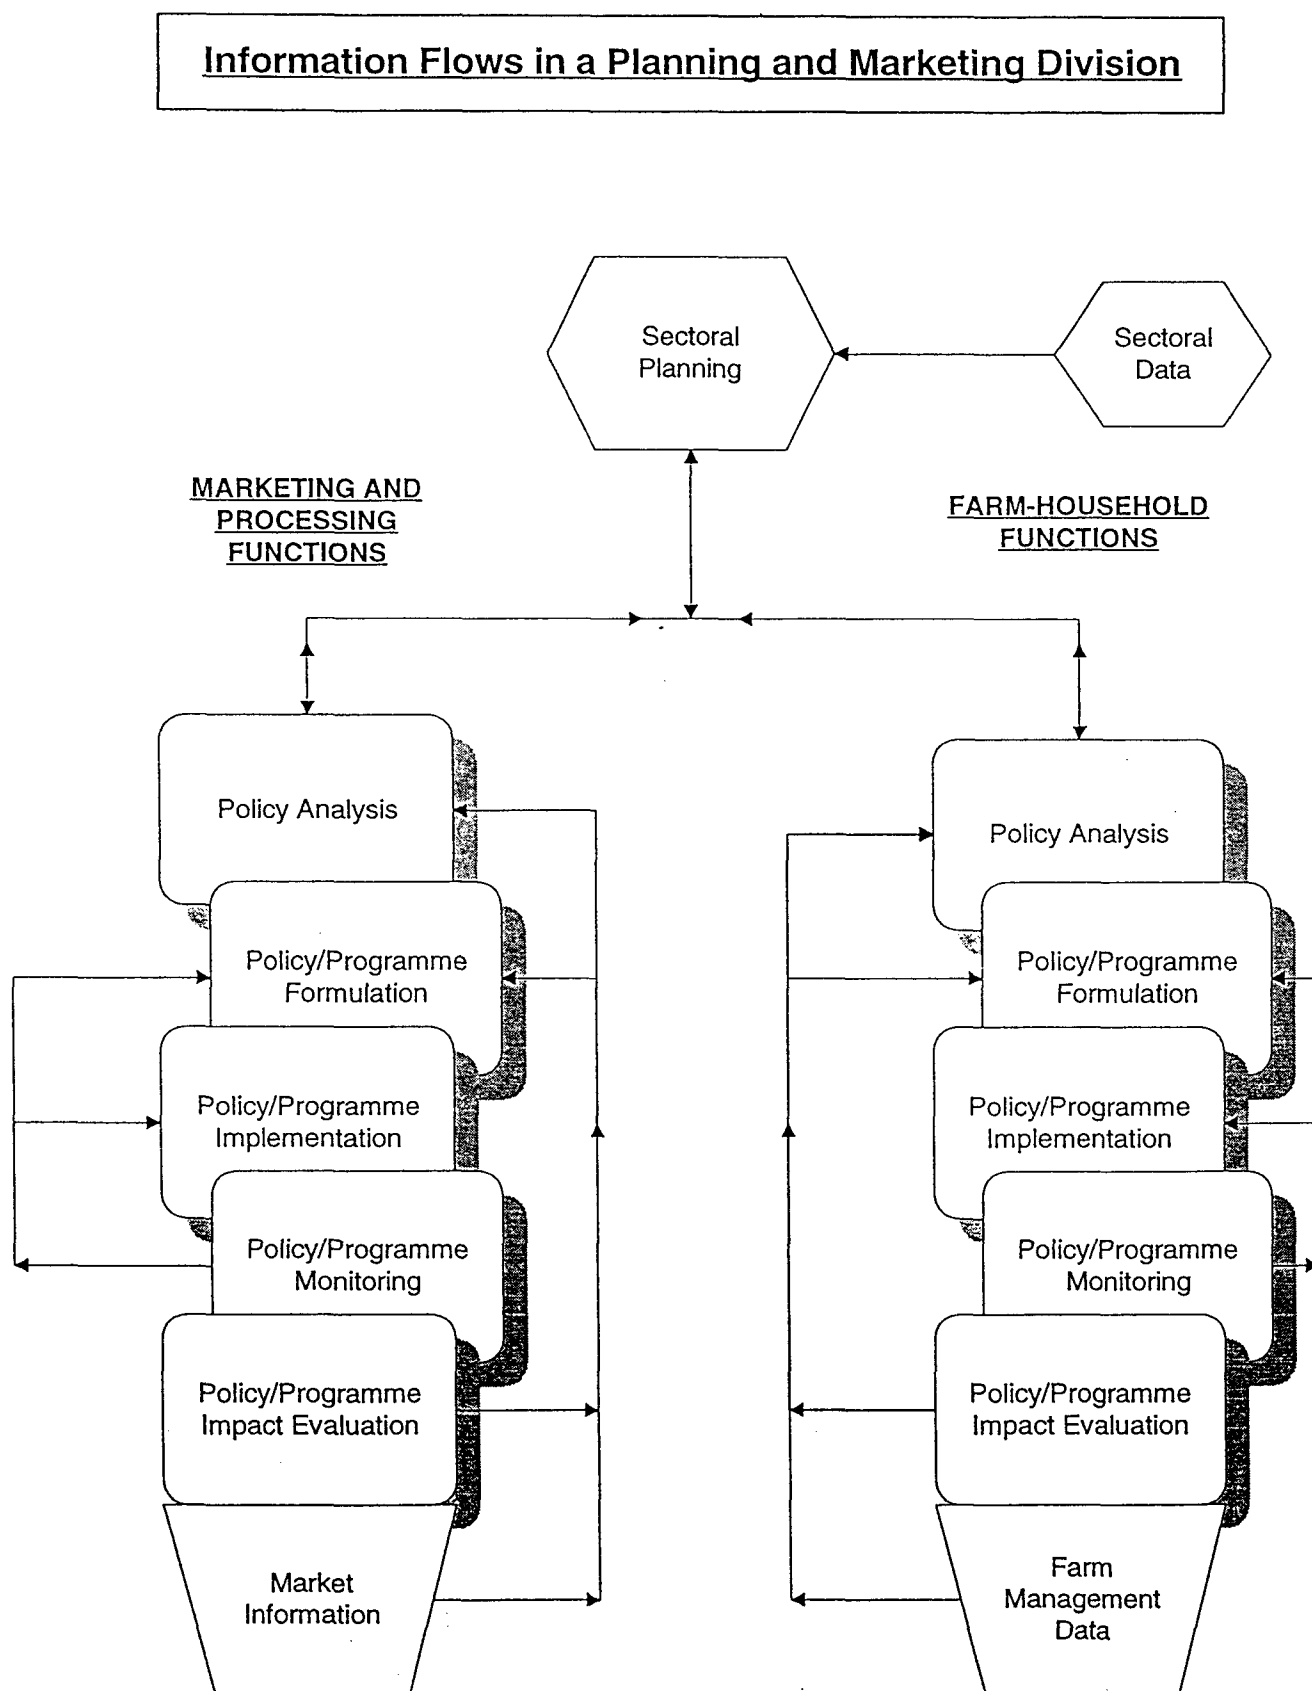 Information Flows in a Planning and Marketing Division
Sectoral
Planning
Sectoral
Data
MARKETING AND
PROCESSING
FUNCTIONS
FARM-HOUSEHOLD
FUNCTIONS
Policy Analysis
Policy/Programme
Formulation
Policy/Programme
Implementation
Policy/Programme
Monitoring
Policy/Programme
Impact Evaluation
Market
Information
Policy Analysis
Policy/Programme
Formulation
Policy/Programme
Implementation
Policy/Programme
Monitoring
Policy/Programme
Impact Evaluation
Farm
Management
Data